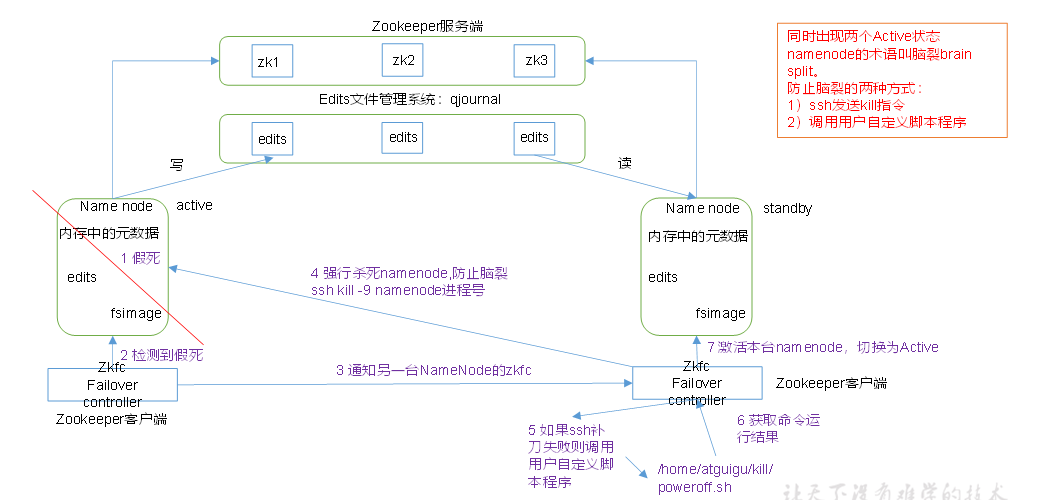 Zookeeper服务端
zk1
zk2
zk3
Edits文件管理系统：qjournal
edits
edits
edits
写
读
同时出现两个Active状态
namenode的术语叫脑裂brain
split。
防止脑裂的两种方式：
1）ssh发送kill指令
2）调用用户自定义脚本程序
Name node
active
内存中的元数据
1 假死
edits
fsimage
2 检测到假死
Zkfc
Failover
controller
Zookeeper客户端
3 通知另一台NameNode的zkfc
4 强行杀死namenode,防止脑裂
ssh kill -9 namenode进程号
Name node
standby
内存中的元数据
edits
fsimage
7 激活本台namenode，切换为Active
Zkfc
Failover
controller
Zookeeper客户端
5 如果ssh补
刀失败则调用
用户自定义脚
本程序
6 获取命令运
行结果
/home/atguigu/kill/
poweroff.sh
让天下没有难学的技术